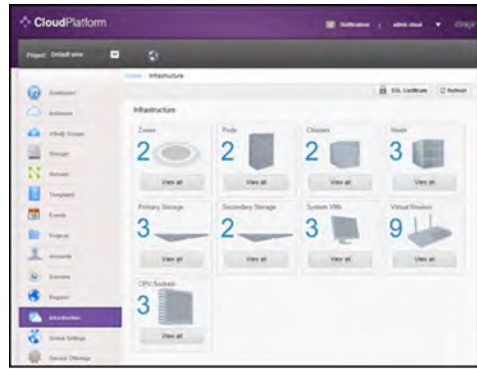 CloudPlatform
Notifications
admin cloud
citrix
Project: Default view
Home
Infrastructure
SSL Certificate
Refresh
Dashboard
Instances
Affinity Groups
Storage
Network
Templates
Events
Projects
Accounts
Domains
Regions
Infrastructure
Global Settings
Service Offerings
Infrastructure
Zones
2
View all
Pods
2
View all
Clusters
2
View all
Hosts
3
View all
Primary Storage
3
View all
Secondary Storage
2
View all
System VMs
3
View all
Virtual Routers
9
View all
CPU Sockets
3
View all